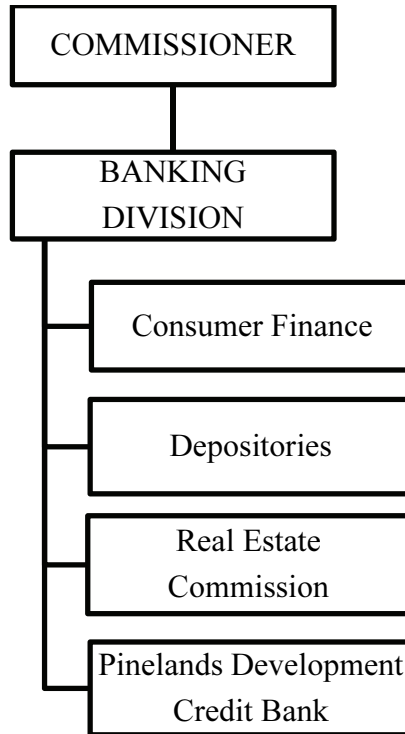 COMMISSIONER
BANKING
DIVISION
Consumer Finance
Depositories
Real Estate
Commission
Pinelands Development
Credit Bank